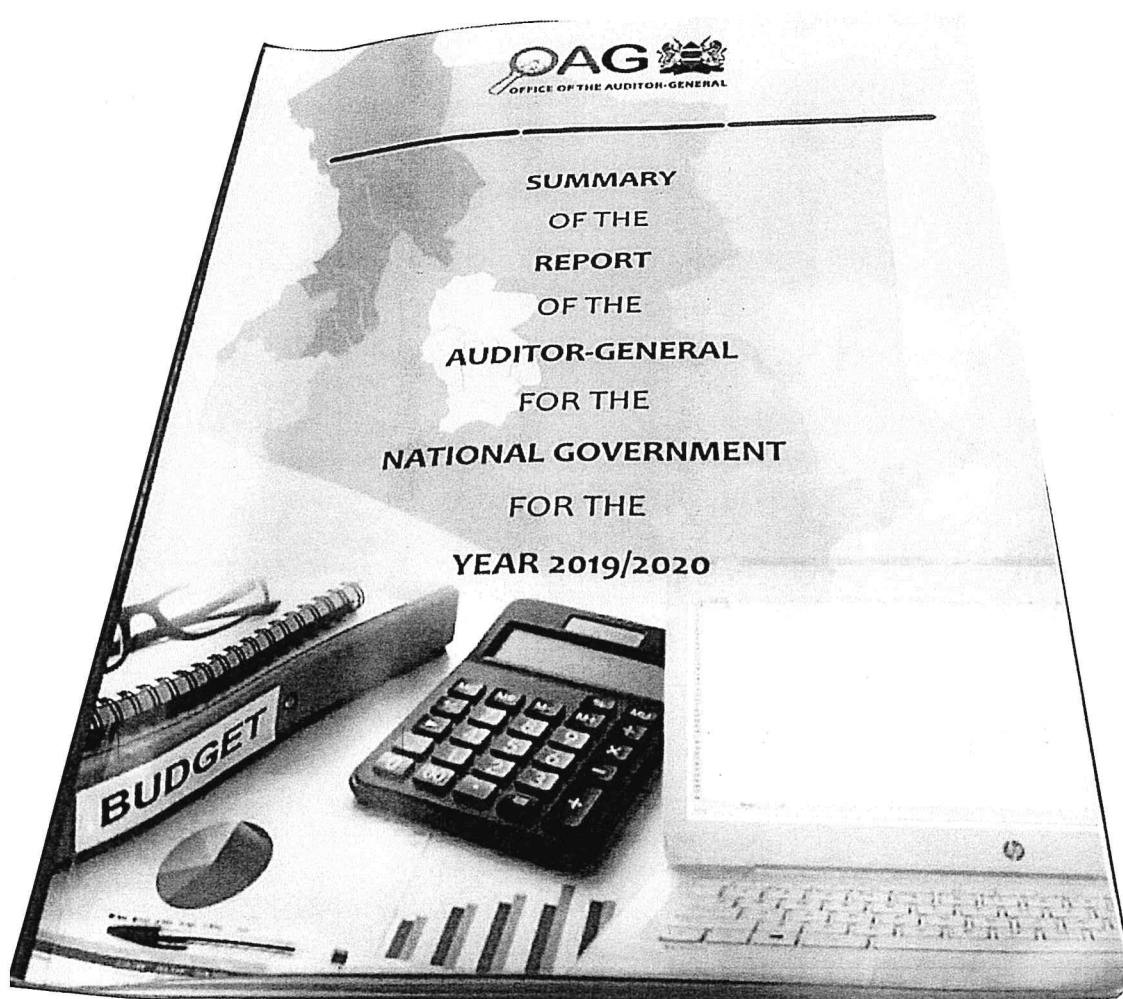 OAG
OFFICE OF THE AUDITOR-GENERAL
SUMMARY
OF THE
REPORT
OF THE
AUDITOR-GENERAL
FOR THE
NATIONAL GOVERNMENT
FOR THE
YEAR 2019/2020
BUDGET
hp